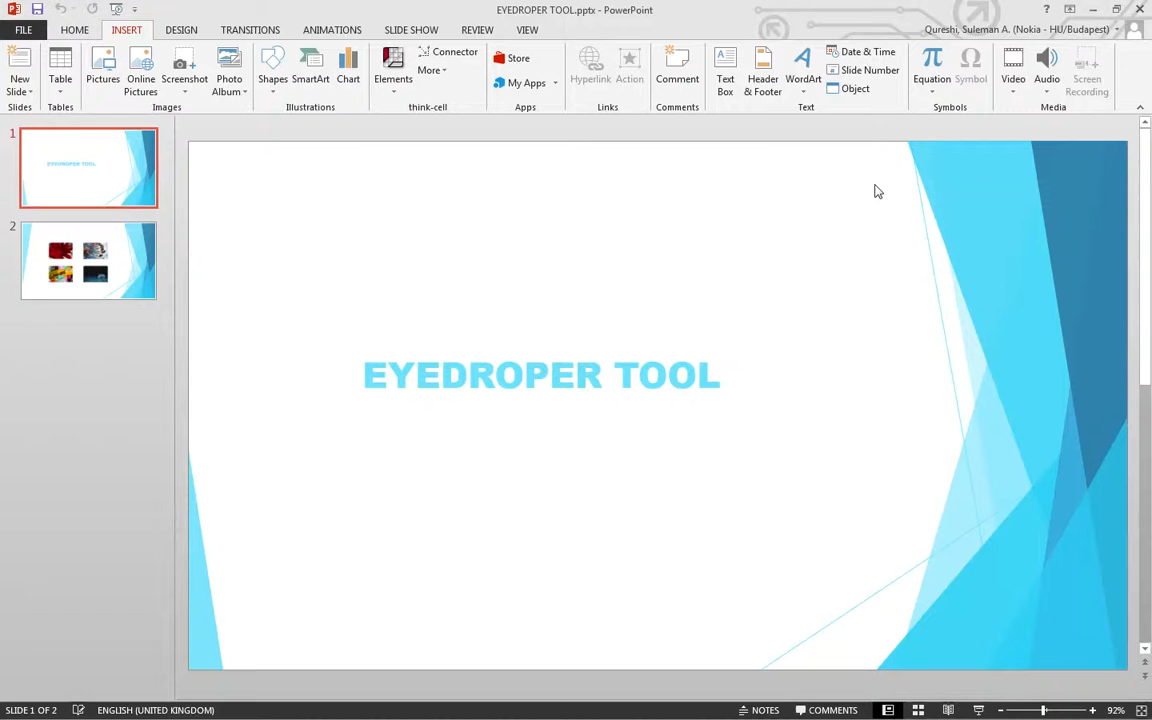 EYEDROPER TOOL.pptx - PowerPoint
FILE HOME INSERT DESIGN TRANSITIONS ANIMATIONS SLIDE SHOW REVIEW VIEW
Qureshi, Suleman A. (Nokia - HU/Budapest)
New Slide
Table
Pictures
Online Pictures
Screenshot
Photo Album
Shapes
SmartArt
Chart
Elements
Connector
More
Store
My Apps
Hyperlink
Action
Comment
Text Box
Header & Footer
WordArt
Date & Time
Slide Number
Object
Equation
Symbol
Video
Audio
Screen Recording
Slides Tables Images Illustrations think-cell Apps Links Comments Text Symbols Media
1
EYEDROPER TOOL
2
EYEDROPER TOOL
SLIDE 1 OF 2 ENGLISH (UNITED KINGDOM) NOTES COMMENTS 92%